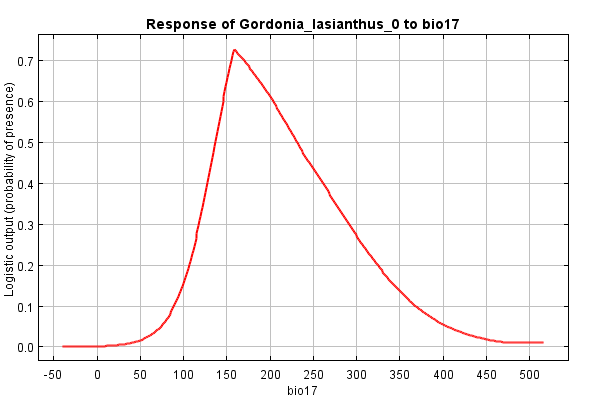 Response of Gordonia_lasianthus_0 to bio17
Logistic output (probability of presence)
0.7
0.6
0.5
0.4
0.3
0.2
0.1
0.0
-50 0 50 100 150 200 250 300 350 400 450 500
bio17